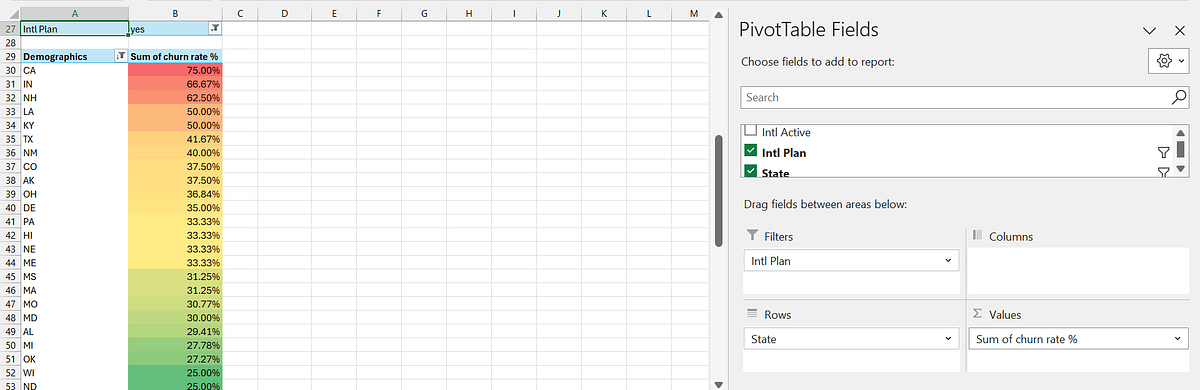 A B C D E F G H I J K L M
27 Intl Plan yes
28
29 Demographics Sum of churn rate %
30 CA 75.00%
31 IN 66.67%
32 NH 62.50%
33 LA 50.00%
34 KY 50.00%
35 TX 41.67%
36 NM 40.00%
37 CO 37.50%
38 AK 37.50%
39 OH 36.84%
40 DE 35.00%
41 PA 33.33%
42 HI 33.33%
43 NE 33.33%
44 ME 33.33%
45 MS 31.25%
46 MA 31.25%
47 MO 30.77%
48 MD 30.00%
49 AL 29.41%
50 MI 27.78%
51 OK 27.27%
52 WI 25.00%
53 ND 25.00%
PivotTable Fields
Choose fields to add to report:
Search
Intl Active
Intl Plan
State
Drag fields between areas below:
Filters
Columns
Intl Plan
Rows
Σ Values
State
Sum of churn rate %